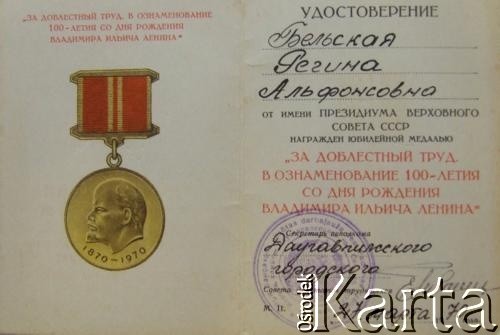 „ЗА ДОБЛЕСТНЫЙ ТРУД.
В ОЗНАМЕНОВАНИЕ
100-ЛЕТИЯ СО ДНЯ РОЖДЕНИЯ
ВЛАДИМИРА ИЛЬИЧА ЛЕНИНА“
1870–1970
УДОСТОВЕРЕНИЕ
Бельская
Регина
Альфонсовна
ОТ ИМЕНИ ПРЕЗИДИУМА ВЕРХОВНОГО
СОВЕТА СССР
НАГРАЖДЕН ЮБИЛЕЙНОЙ МЕДАЛЬЮ
„ЗА ДОБЛЕСТНЫЙ ТРУД.
В ОЗНАМЕНОВАНИЕ 100-ЛЕТИЯ
СО ДНЯ РОЖДЕНИЯ
ВЛАДИМИРА ИЛЬИЧА ЛЕНИНА“
Секретарь исполкома
Даугавпилсского
городского
Совета
М. П.
Ośrodek
Karta